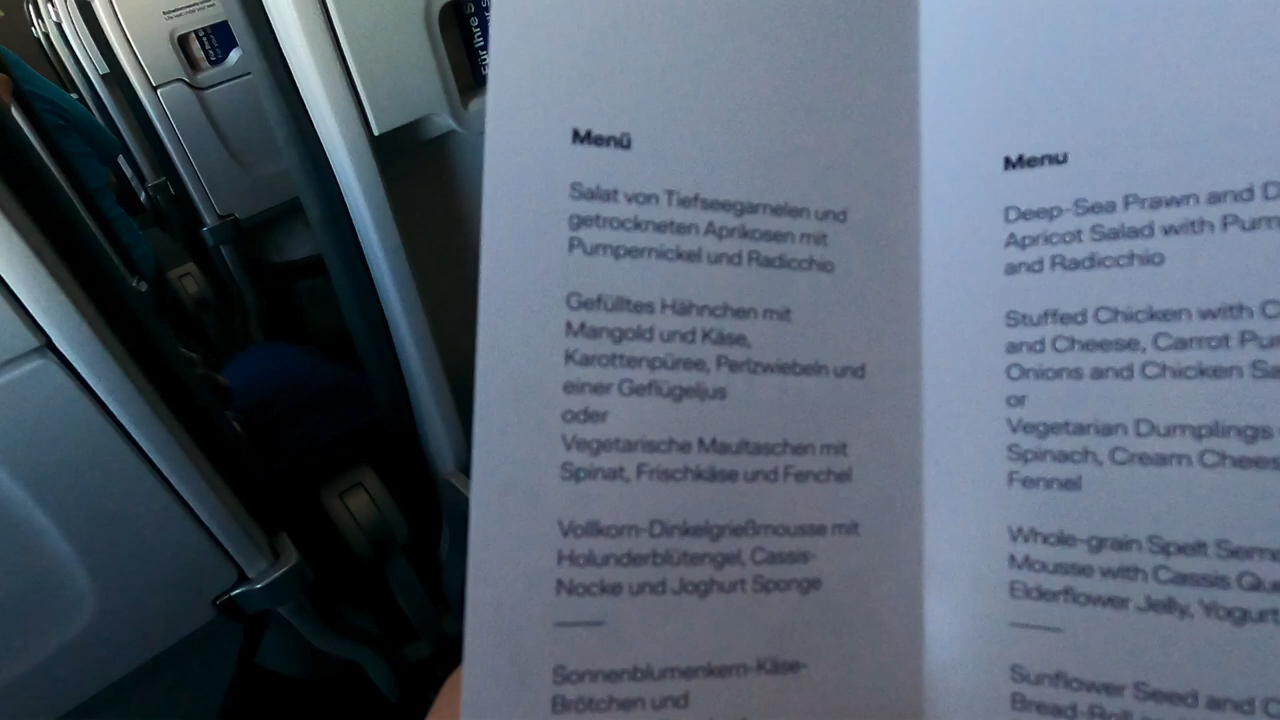 Menü
Salat von Tiefseegarnelen und
getrockneten Aprikosen mit
Pumpernickel und Radicchio
Gefülltes Hähnchen mit
Mangold und Käse,
Karottenpüree, Perlzwiebeln und
einer Geflügeljus
oder
Vegetarische Maultaschen mit
Spinat, Frischkäse und Fenchel
Vollkorn-Dinkelgrießmousse mit
Holunderblütengel, Cassis-
Nocke und Joghurt Sponge
Sonnenblumenkern-Käse-
Brötchen und
Menu
Deep-Sea Prawn and
Apricot Salad with
and Radicchio
Stuffed Chicken with
and Cheese, Carrot
Onions and Chicken
or
Vegetarian Dumplings
Spinach, Cream
Fennel
Whole-grain Spelt
Mousse with Cassis
Elderflower Jelly, Yogurt
Sunflower Seed and
Bread-Roll